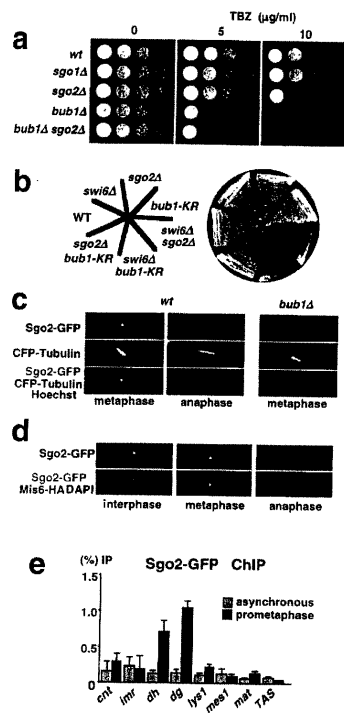 TBZ (μg/ml)
a
0 5 10
wt
sgo1Δ
sgo2Δ
bub1Δ
bub1Δ sgo2Δ
b
sgo2Δ
swi6Δ
bub1-KR
WT
swi6Δ
sgo2Δ
sgo2Δ
bub1-KR
swi6Δ
bub1-KR
c
wt bub1Δ
Sgo2-GFP
CFP-Tubulin
Sgo2-GFP
CFP-Tubulin
Hoechst
metaphase anaphase metaphase
d
Sgo2-GFP
Sgo2-GFP
Mis6-HADAPI
interphase metaphase anaphase
e
(%) IP Sgo2-GFP ChIP
1.5
asynchronous
prometaphase
1.0
0.5
0
cnt imr dh dg lys1 mes1 mat TAS